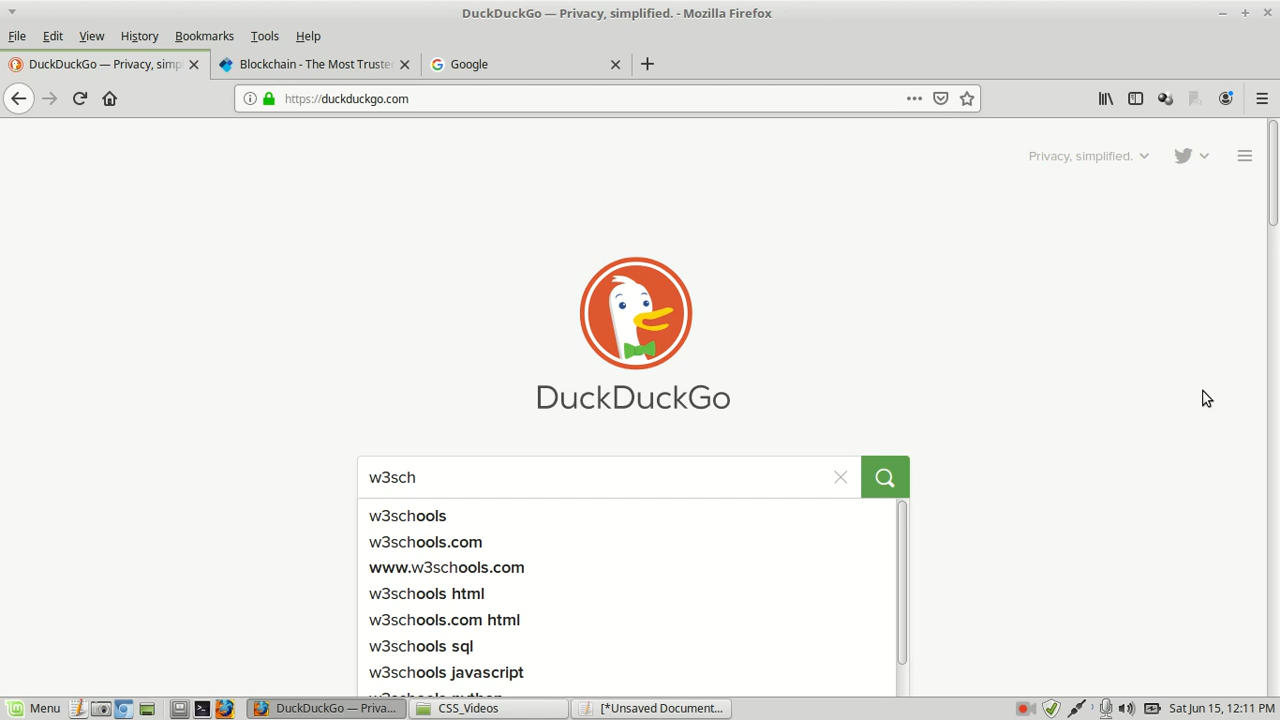 DuckDuckGo — Privacy, simplified. - Mozilla Firefox
File Edit View History Bookmarks Tools Help
DuckDuckGo — Privacy, simp
Blockchain - The Most Truste
Google
https://duckduckgo.com
Privacy, simplified.
DuckDuckGo
w3sch
w3schools
w3schools.com
www.w3schools.com
w3schools html
w3schools.com html
w3schools sql
w3schools javascript
w3schools python
Menu
DuckDuckGo — Priva...
CSS_Videos
[*Unsaved Document...
Sat Jun 15, 12:11 PM